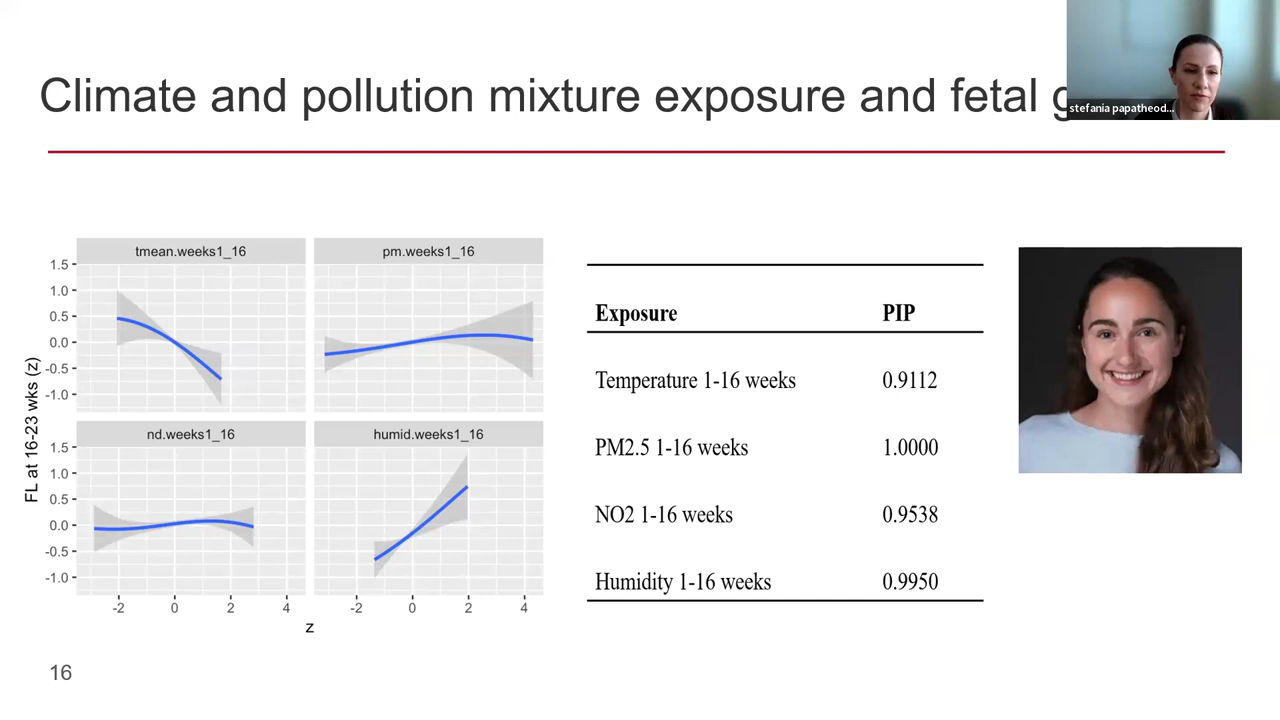 Climate and pollution mixture exposure and fetal
stefania papatheod...
tmean.weeks1_16
pm.weeks1_16
1.5
1.0
0.5
0.0
-0.5
-1.0
nd.weeks1_16
humid.weeks1_16
1.5
1.0
0.5
0.0
-0.5
-1.0
-2 0 2 4
-2 0 2 4
z
FL at 16-23 wks (z)
Exposure PIP
Temperature 1-16 weeks 0.9112
PM2.5 1-16 weeks 1.0000
NO2 1-16 weeks 0.9538
Humidity 1-16 weeks 0.9950
16